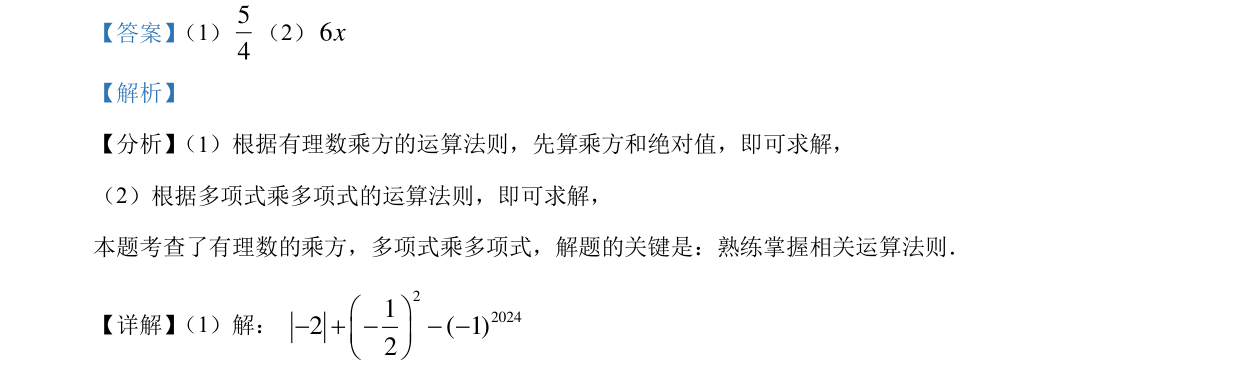 【答案】（1）5/4（2）6x
【解析】
【分析】（1）根据有理数乘方的运算法则，先算乘方和绝对值，即可求解，
（2）根据多项式乘多项式的运算法则，即可求解，
本题考查了有理数的乘方，多项式乘多项式，解题的关键是：熟练掌握相关运算法则．
【详解】（1）解：|−2|+(−1/2)^2−(−1)^2024